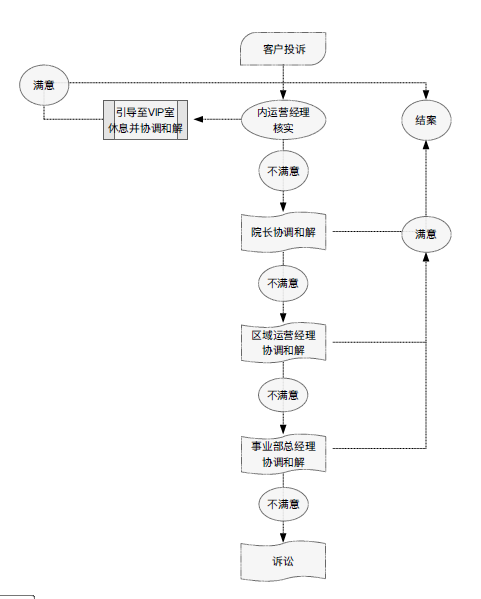 客户投诉
满意
引导至VIP室
休息并协调和解
内运营经理
核实
结案
不满意
院长协调和解
满意
不满意
区域运营经理
协调和解
不满意
事业部总经理
协调和解
不满意
诉讼